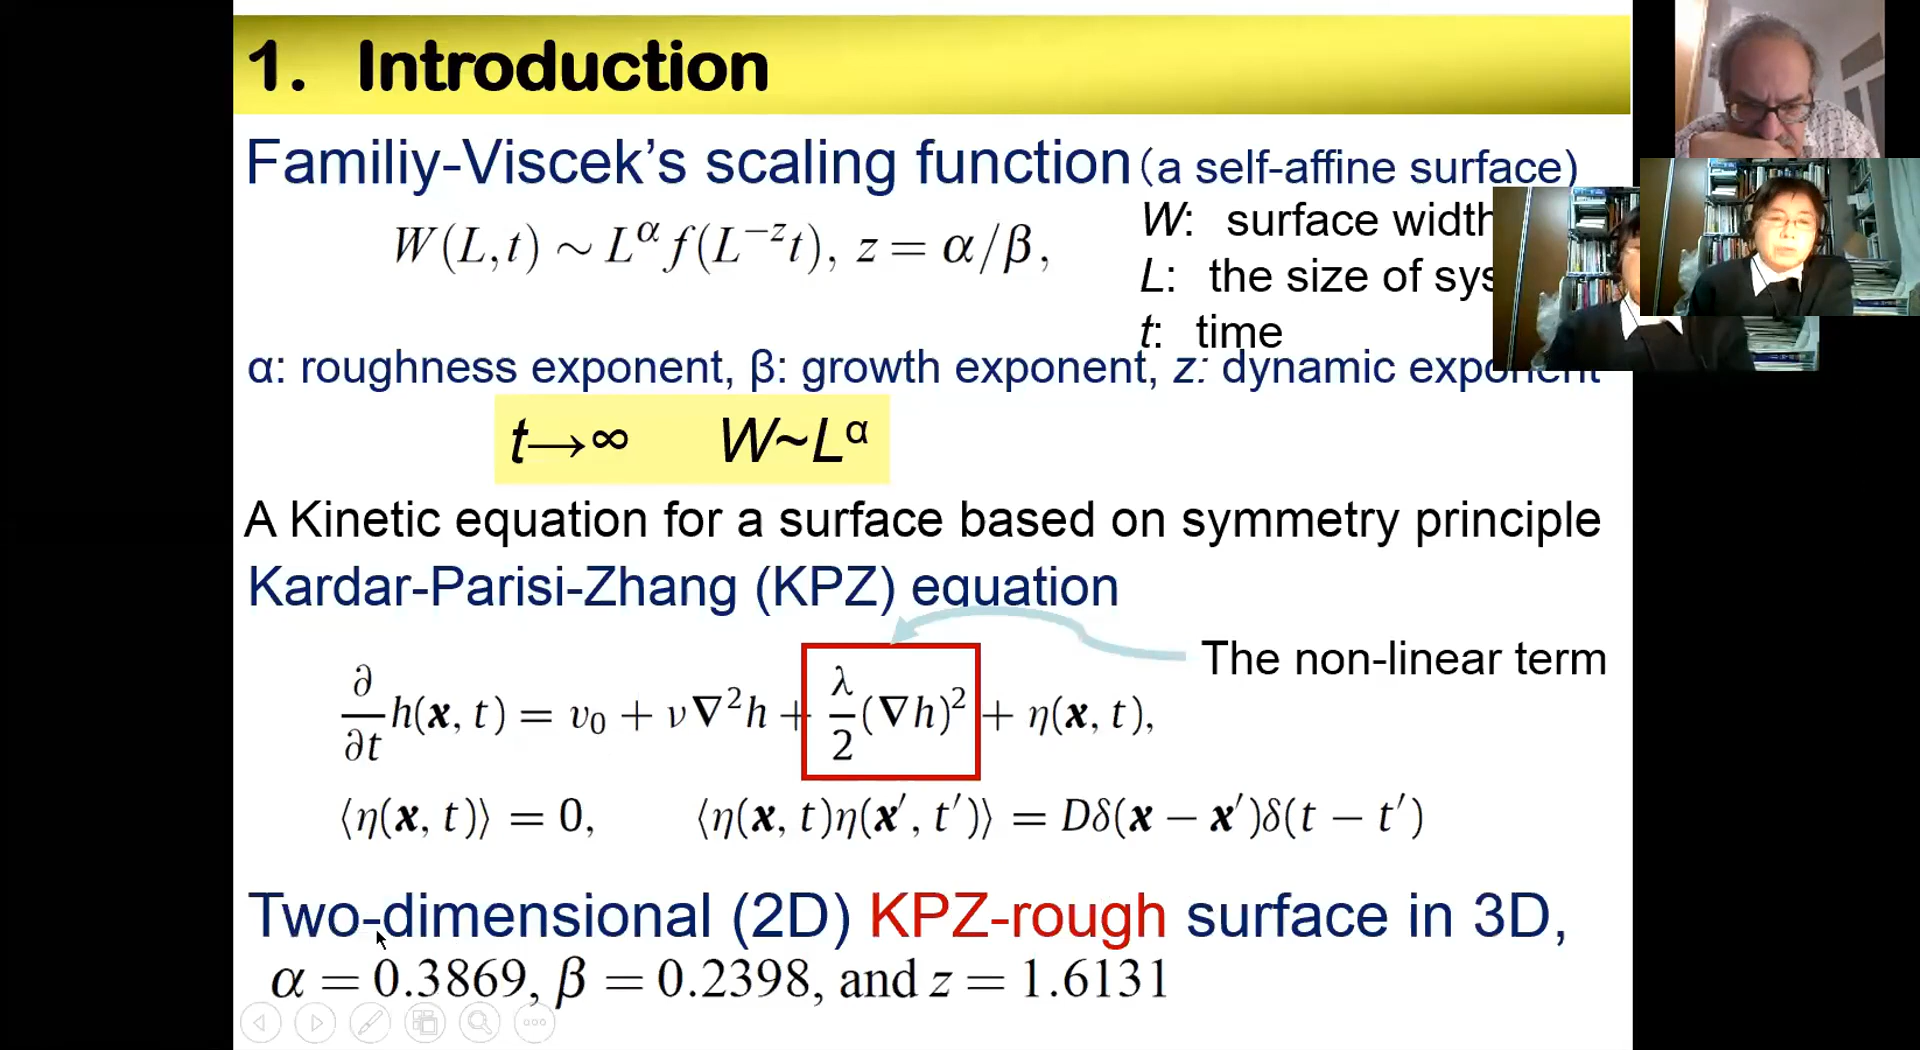 1. Introduction
Familiy-Viscek's scaling function (a self-affine surface)
W(L,t) ∼ L^α f(L^{−z}t), z = α/β,
W: surface width
L: the size of
t: time
α: roughness exponent, β: growth exponent, z: dynamic exponent
t→∞ W~L^α
A Kinetic equation for a surface based on symmetry principle
Kardar-Parisi-Zhang (KPZ) equation
The non-linear term
∂/∂t h(x, t) = v₀ + ν∇²h + λ/2 (∇h)² + η(x, t),
⟨η(x, t)⟩ = 0, ⟨η(x, t)η(x′, t′)⟩ = Dδ(x − x′)δ(t − t′)
Two-dimensional (2D) KPZ-rough surface in 3D,
α = 0.3869, β = 0.2398, and z = 1.6131